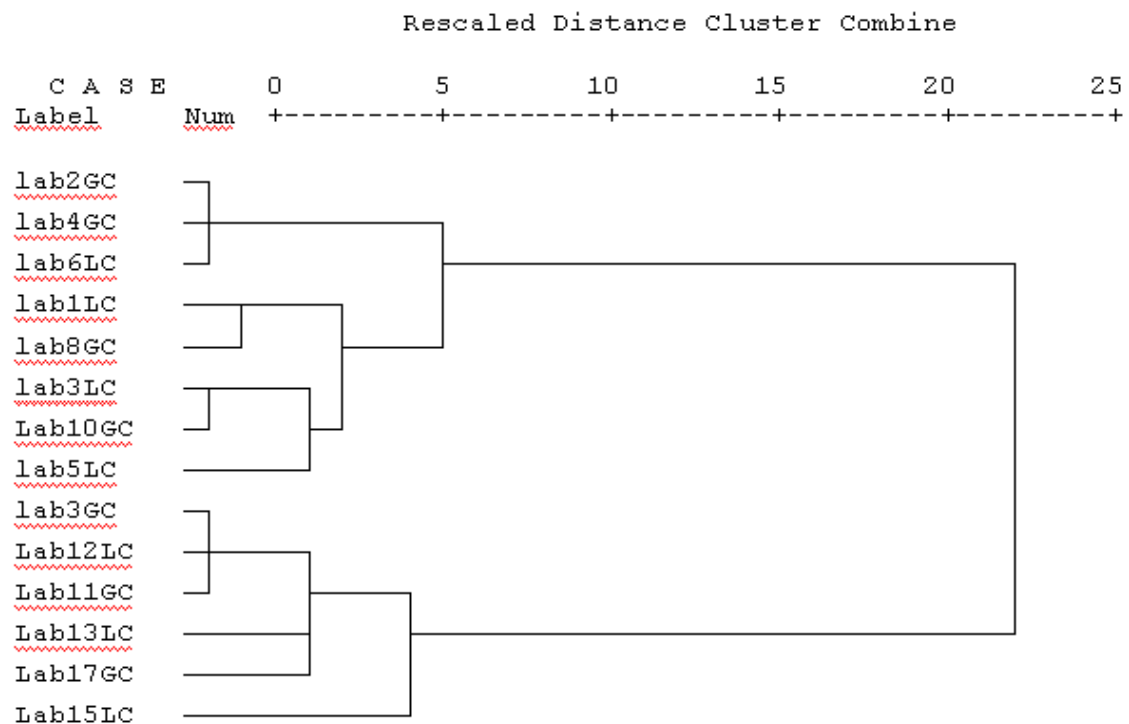 Rescaled Distance Cluster Combine
C A S E 0 5 10 15 20 25
Label Num +---------+---------+---------+---------+---------+
lab2GC
lab4GC
lab6LC
lab1LC
lab8GC
lab3LC
Lab10GC
lab5LC
lab3GC
Lab12LC
Lab11GC
Lab13LC
Lab17GC
Lab15LC